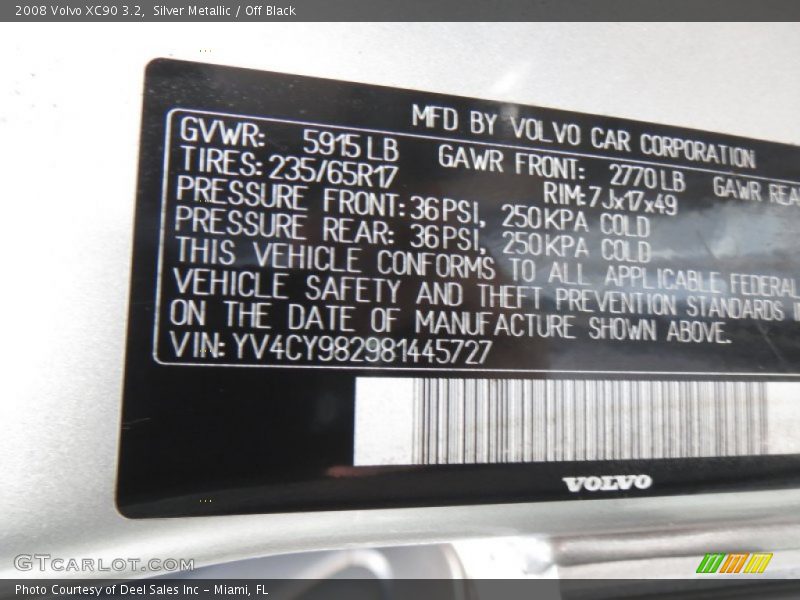 2008 Volvo XC90 3.2, Silver Metallic / Off Black
MFD BY VOLVO CAR CORPORATION
GVWR: 5915 LB GAWR FRONT: 2770 LB GAWR REA
TIRES: 235/65R17 RIM: 7Jx17x49
PRESSURE FRONT: 36 PSI, 250 KPA COLD
PRESSURE REAR: 36 PSI, 250 KPA COLD
THIS VEHICLE CONFORMS TO ALL APPLICABLE FEDERAL
VEHICLE SAFETY AND THEFT PREVENTION STANDARDS I
ON THE DATE OF MANUFACTURE SHOWN ABOVE.
VIN: YV4CY982981445727
VOLVO
GTCARLOT.COM
Photo Courtesy of Deel Sales Inc - Miami, FL